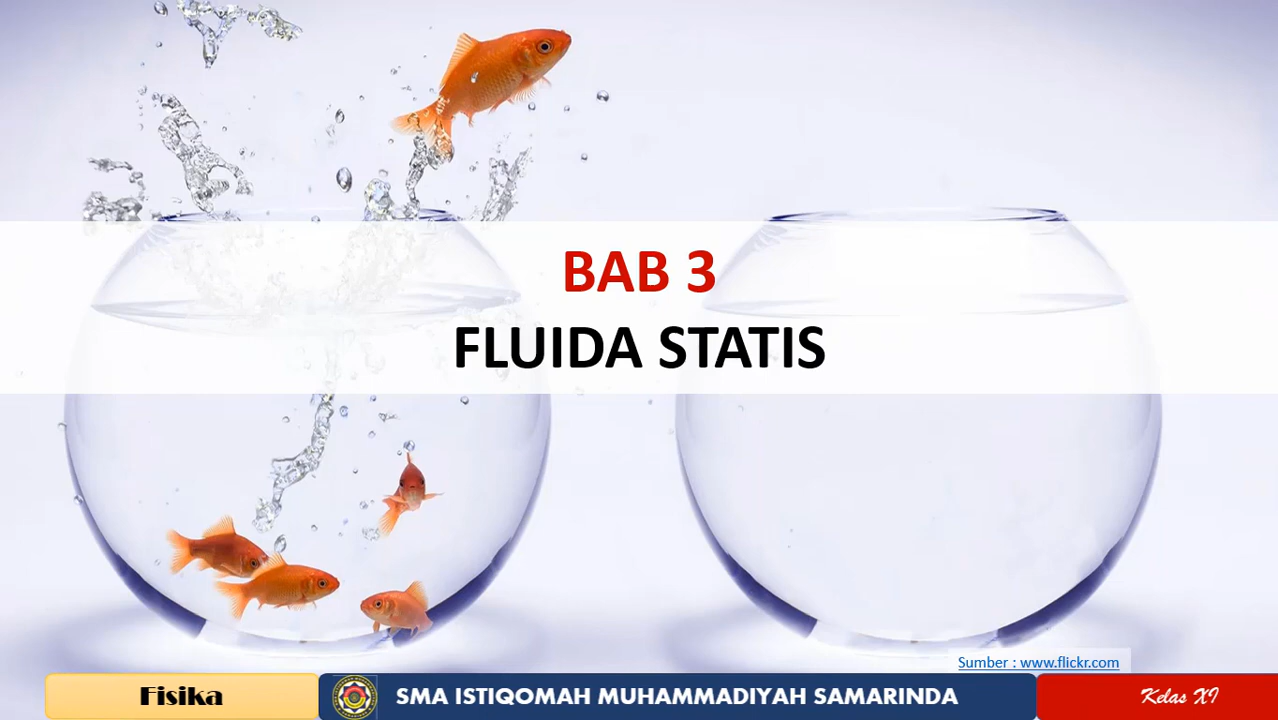 BAB 3
FLUIDA STATIS
Sumber : www.flickr.com
Fisika
SMA ISTIQOMAH MUHAMMADIYAH SAMARINDA
Kelas XI